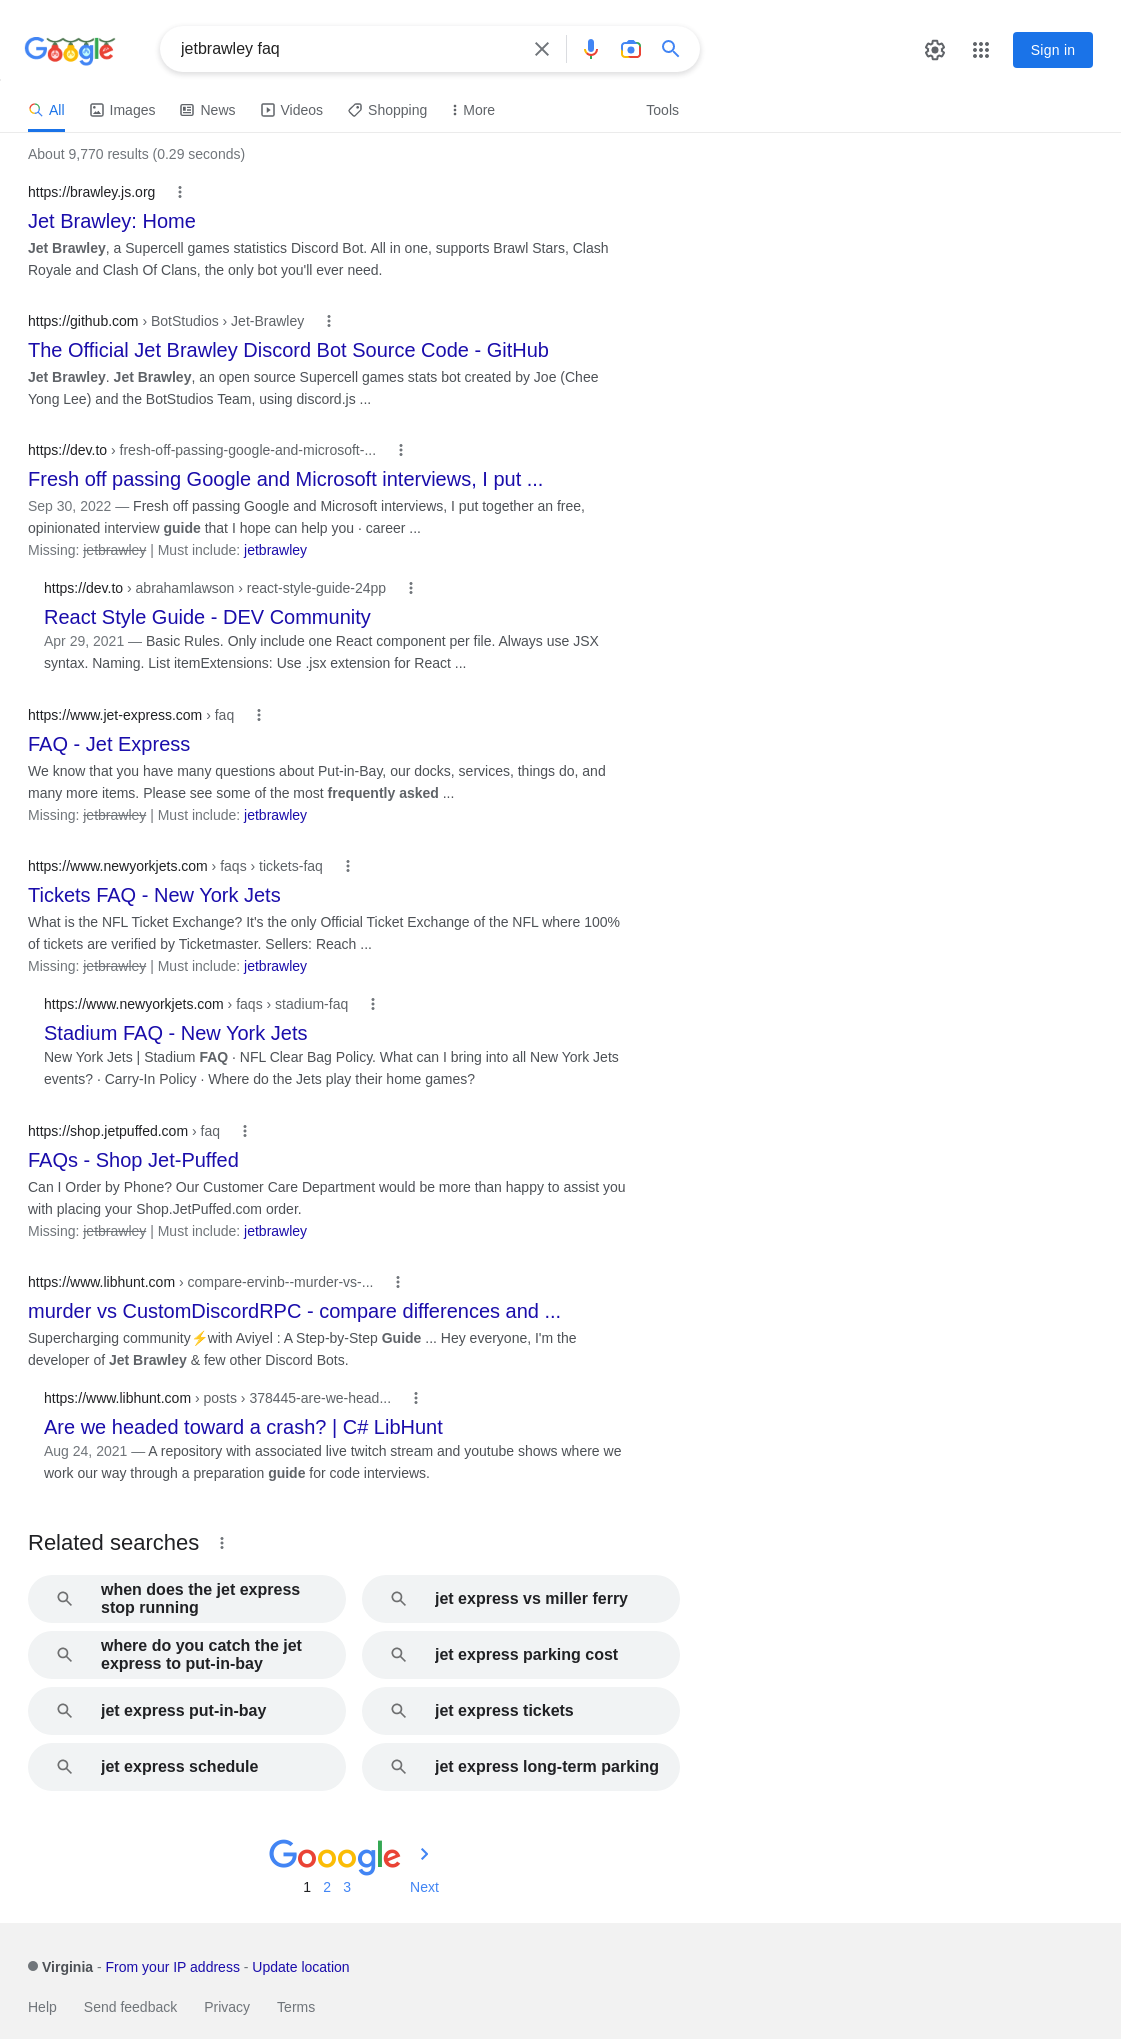 Google
jetbrawley faq
Sign in
All
Images
News
Videos
Shopping
More
Tools
About 9,770 results (0.29 seconds)
https://brawley.js.org
Jet Brawley: Home
Jet Brawley, a Supercell games statistics Discord Bot. All in one, supports Brawl Stars, Clash
Royale and Clash Of Clans, the only bot you'll ever need.
https://github.com › BotStudios › Jet-Brawley
The Official Jet Brawley Discord Bot Source Code - GitHub
Jet Brawley. Jet Brawley, an open source Supercell games stats bot created by Joe (Chee
Yong Lee) and the BotStudios Team, using discord.js ...
https://dev.to › fresh-off-passing-google-and-microsoft-...
Fresh off passing Google and Microsoft interviews, I put ...
Sep 30, 2022 — Fresh off passing Google and Microsoft interviews, I put together an free,
opinionated interview guide that I hope can help you · career ...
Missing: jetbrawley | Must include: jetbrawley
https://dev.to › abrahamlawson › react-style-guide-24pp
React Style Guide - DEV Community
Apr 29, 2021 — Basic Rules. Only include one React component per file. Always use JSX
syntax. Naming. List itemExtensions: Use .jsx extension for React ...
https://www.jet-express.com › faq
FAQ - Jet Express
We know that you have many questions about Put-in-Bay, our docks, services, things do, and
many more items. Please see some of the most frequently asked ...
Missing: jetbrawley | Must include: jetbrawley
https://www.newyorkjets.com › faqs › tickets-faq
Tickets FAQ - New York Jets
What is the NFL Ticket Exchange? It's the only Official Ticket Exchange of the NFL where 100%
of tickets are verified by Ticketmaster. Sellers: Reach ...
Missing: jetbrawley | Must include: jetbrawley
https://www.newyorkjets.com › faqs › stadium-faq
Stadium FAQ - New York Jets
New York Jets | Stadium FAQ · NFL Clear Bag Policy. What can I bring into all New York Jets
events? · Carry-In Policy · Where do the Jets play their home games?
https://shop.jetpuffed.com › faq
FAQs - Shop Jet-Puffed
Can I Order by Phone? Our Customer Care Department would be more than happy to assist you
with placing your Shop.JetPuffed.com order.
Missing: jetbrawley | Must include: jetbrawley
https://www.libhunt.com › compare-ervinb--murder-vs-...
murder vs CustomDiscordRPC - compare differences and ...
Supercharging community⚡with Aviyel : A Step-by-Step Guide ... Hey everyone, I'm the
developer of Jet Brawley & few other Discord Bots.
https://www.libhunt.com › posts › 378445-are-we-head...
Are we headed toward a crash? | C# LibHunt
Aug 24, 2021 — A repository with associated live twitch stream and youtube shows where we
work our way through a preparation guide for code interviews.
Related searches
when does the jet express
stop running
jet express vs miller ferry
where do you catch the jet
express to put-in-bay
jet express parking cost
jet express put-in-bay
jet express tickets
jet express schedule
jet express long-term parking
Gooogle
1 2 3 Next
Virginia - From your IP address - Update location
Help Send feedback Privacy Terms